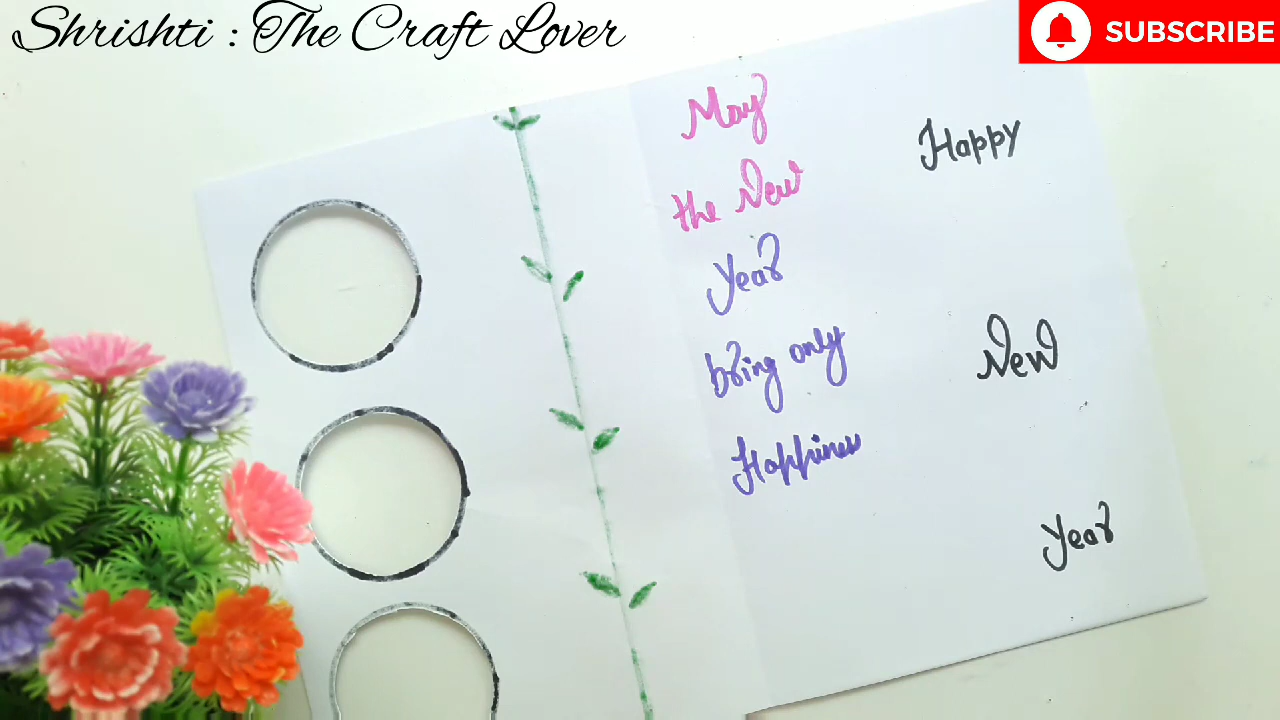 Shrishti : The Craft Lover
SUBSCRIBE
May
the New
Year
bring only
Happiness
Happy
New
Year